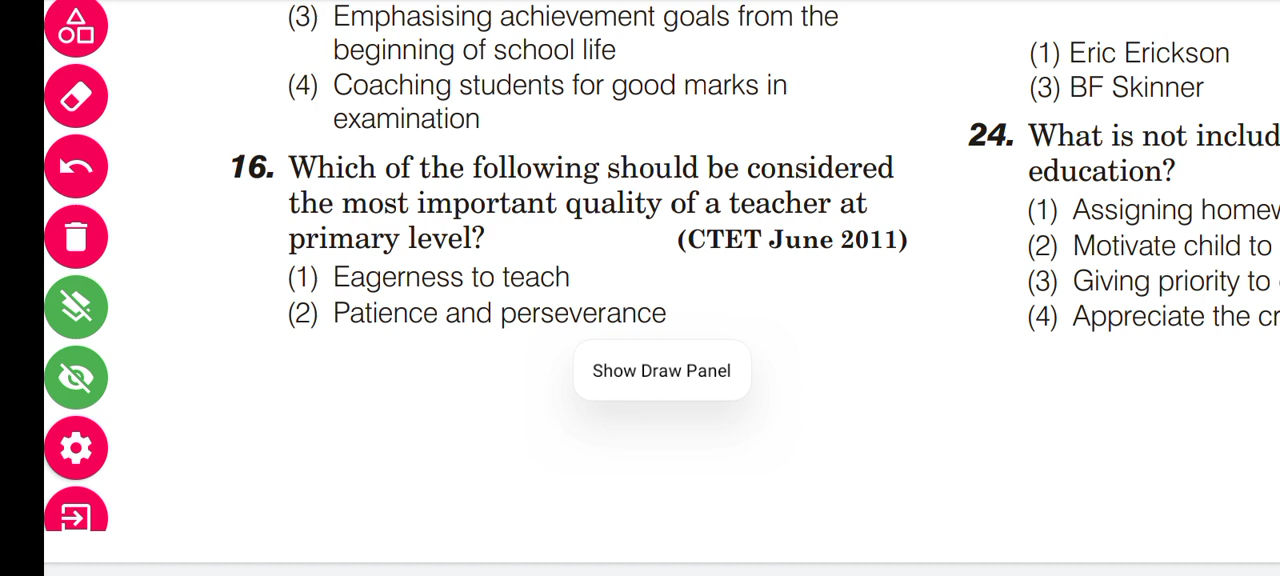 (3) Emphasising achievement goals from the
beginning of school life
(4) Coaching students for good marks in
examination
16. Which of the following should be considered
the most important quality of a teacher at
primary level? (CTET June 2011)
(1) Eagerness to teach
(2) Patience and perseverance
Show Draw Panel
(1) Eric Erickson
(3) BF Skinner
24. What is not includ
education?
(1) Assigning homew
(2) Motivate child to
(3) Giving priority to
(4) Appreciate the cr